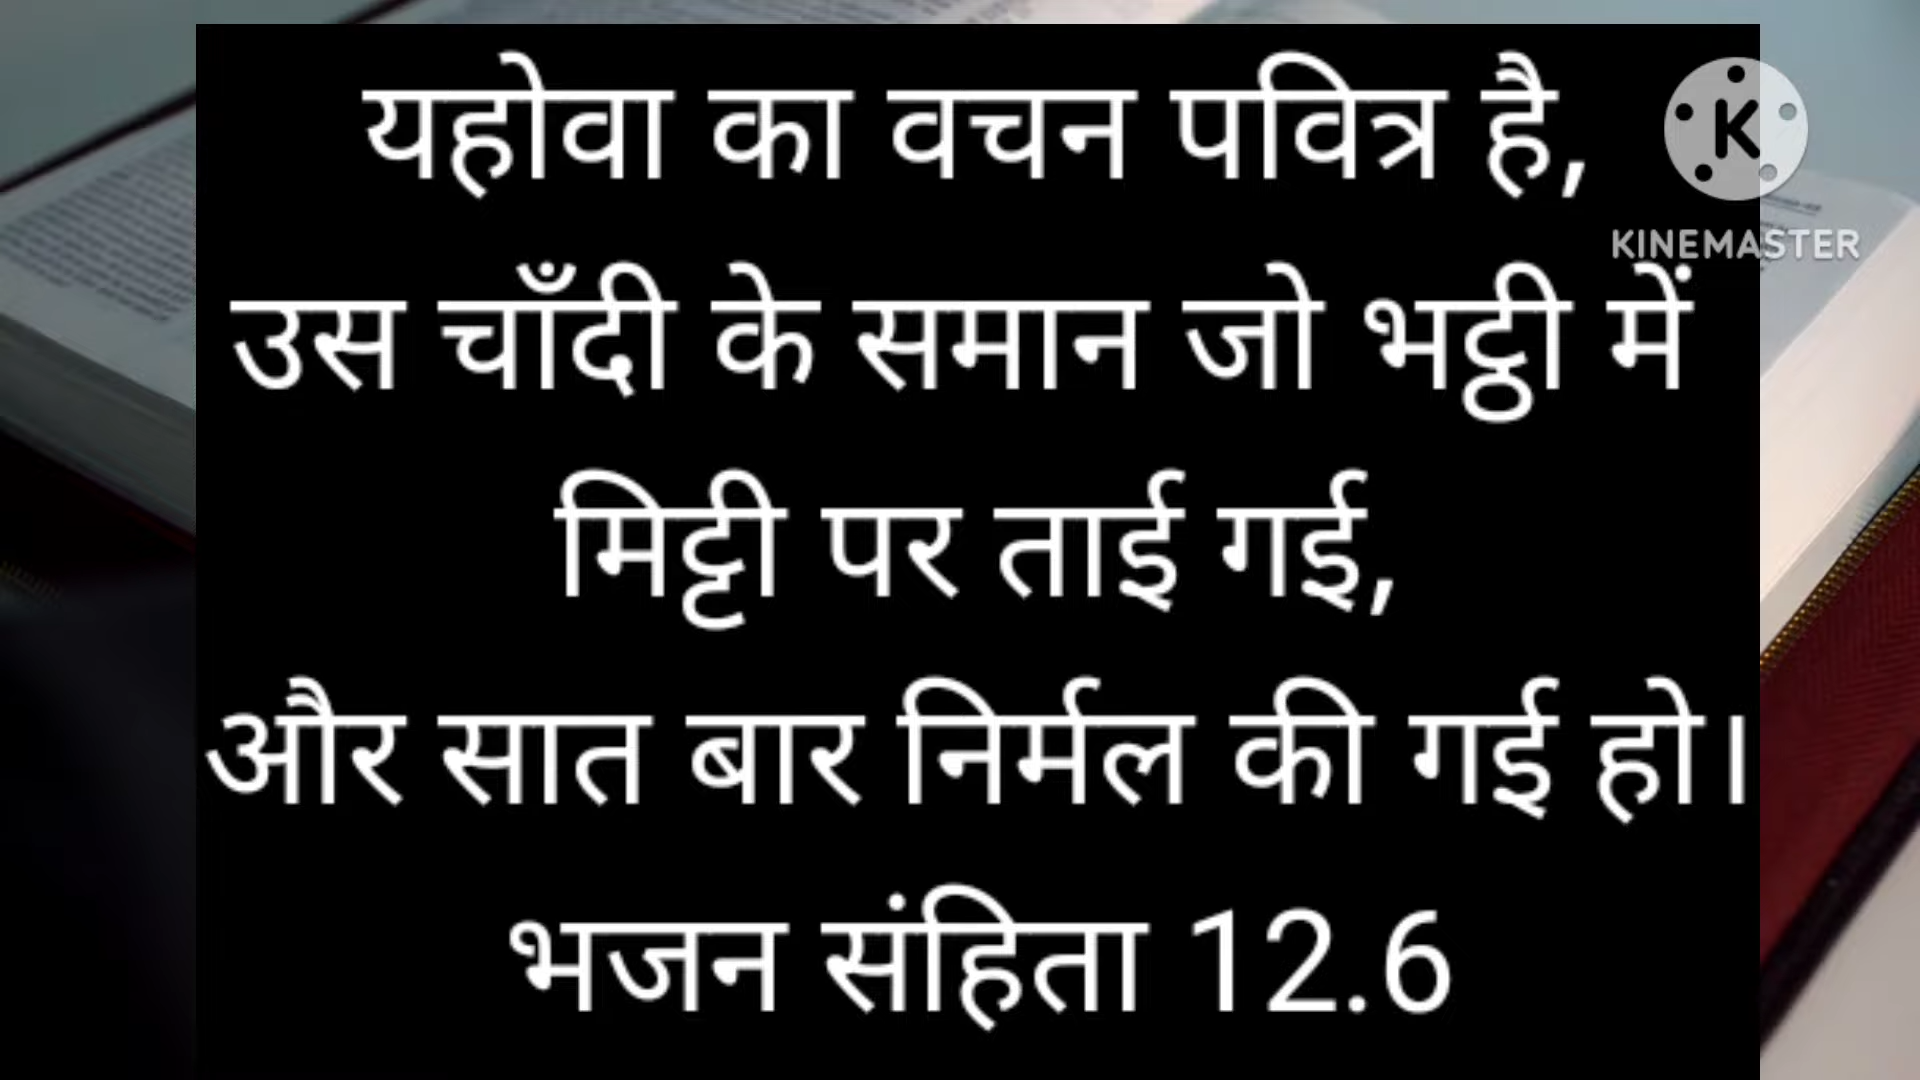 यहोवा का वचन पवित्र है,
उस चाँदी के समान जो भट्ठी में
मिट्टी पर ताई गई,
और सात बार निर्मल की गई हो।
भजन संहिता 12.6
K
KINEMASTER